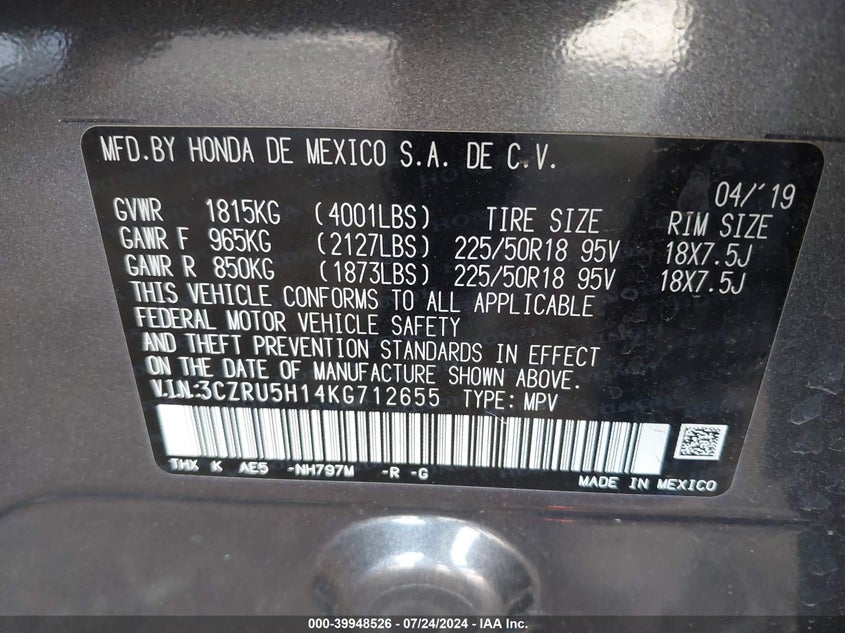 MFD.BY HONDA DE MEXICO S.A. DE C.V.
04/'19
GVWR 1815KG (4001LBS) TIRE SIZE RIM SIZE
GAWR F 965KG (2127LBS) 225/50R18 95V 18X7.5J
GAWR R 850KG (1873LBS) 225/50R18 95V 18X7.5J
THIS VEHICLE CONFORMS TO ALL APPLICABLE
FEDERAL MOTOR VEHICLE SAFETY
AND THEFT PREVENTION STANDARDS IN EFFECT
ON THE DATE OF MANUFACTURE SHOWN ABOVE.
V.I.N:3CZRU5H14KG712655 TYPE: MPV
THX K AE5 -NH797M -R -G
MADE IN MEXICO
000-39948526 - 07/24/2024 - IAA Inc.